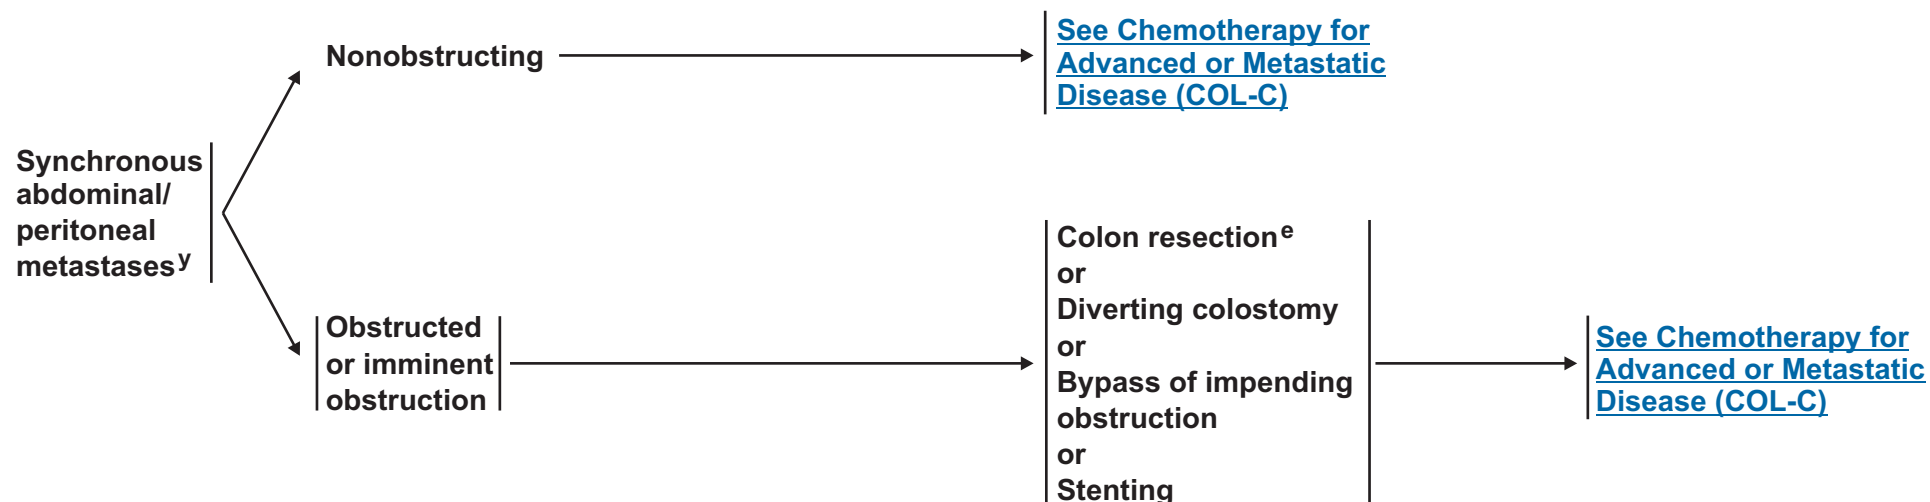 Synchronous
abdominal/
peritoneal
metastasesʸ
Nonobstructing
See Chemotherapy for
Advanced or Metastatic
Disease (COL-C)
Obstructed
or imminent
obstruction
Colon resectionᵉ
or
Diverting colostomy
or
Bypass of impending
obstruction
or
Stenting
See Chemotherapy for
Advanced or Metastatic
Disease (COL-C)